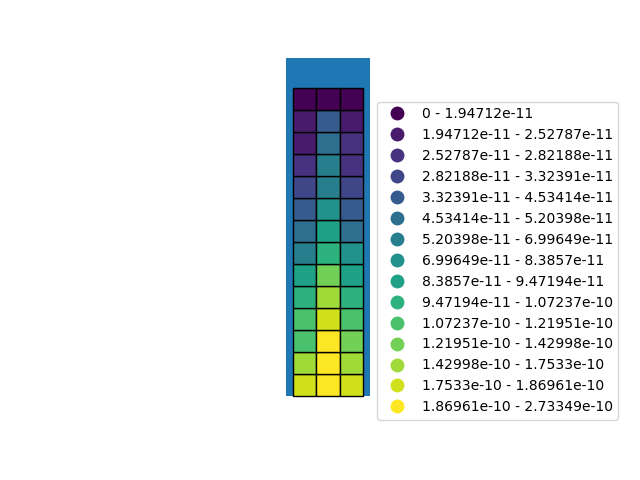 0 - 1.94712e-11
1.94712e-11 - 2.52787e-11
2.52787e-11 - 2.82188e-11
2.82188e-11 - 3.32391e-11
3.32391e-11 - 4.53414e-11
4.53414e-11 - 5.20398e-11
5.20398e-11 - 6.99649e-11
6.99649e-11 - 8.3857e-11
8.3857e-11 - 9.47194e-11
9.47194e-11 - 1.07237e-10
1.07237e-10 - 1.21951e-10
1.21951e-10 - 1.42998e-10
1.42998e-10 - 1.7533e-10
1.7533e-10 - 1.86961e-10
1.86961e-10 - 2.73349e-10